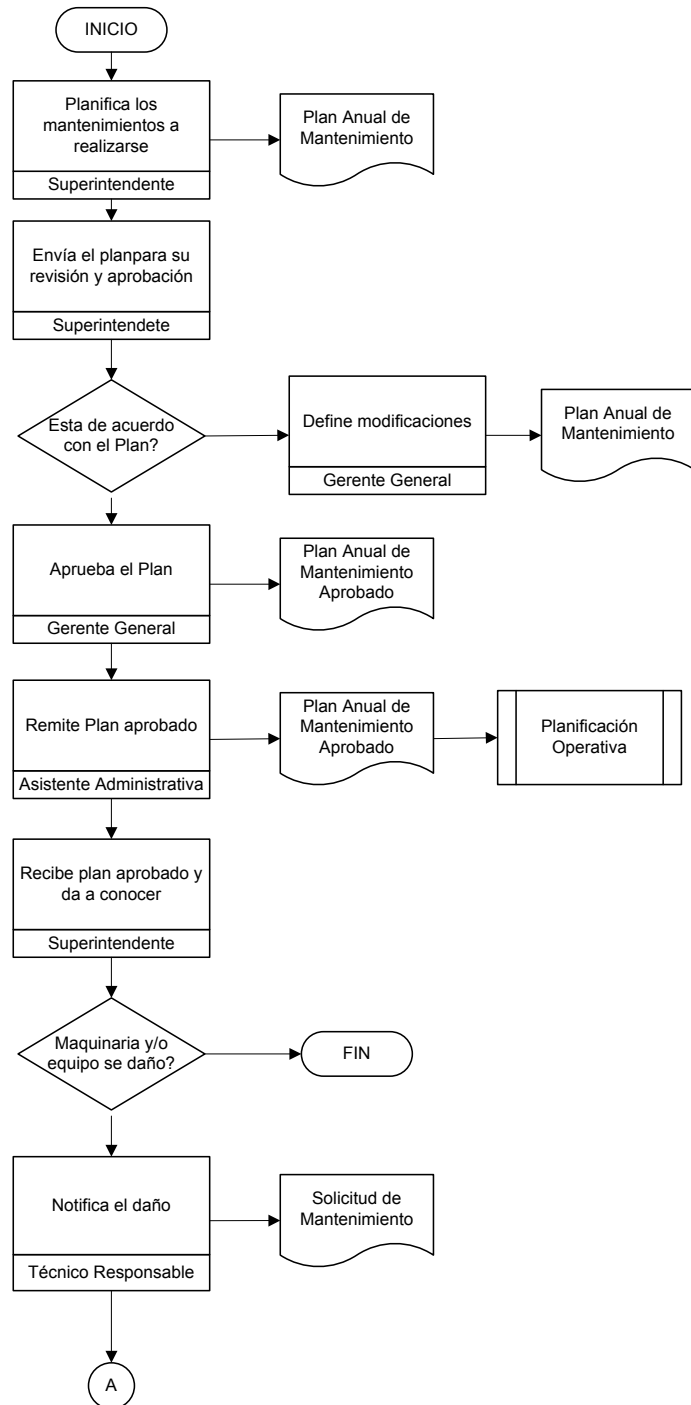 INICIO
Planifica los
mantenimientos a
realizarse
Superintendente
Plan Anual de
Mantenimiento
Envía el planpara su
revisión y aprobación
Superintendete
Esta de acuerdo
con el Plan?
Define modificaciones
Gerente General
Plan Anual de
Mantenimiento
Aprueba el Plan
Gerente General
Plan Anual de
Mantenimiento
Aprobado
Remite Plan aprobado
Asistente Administrativa
Plan Anual de
Mantenimiento
Aprobado
Planificación
Operativa
Recibe plan aprobado y
da a conocer
Superintendente
Maquinaria y/o
equipo se daño?
FIN
Notifica el daño
Técnico Responsable
Solicitud de
Mantenimiento
A